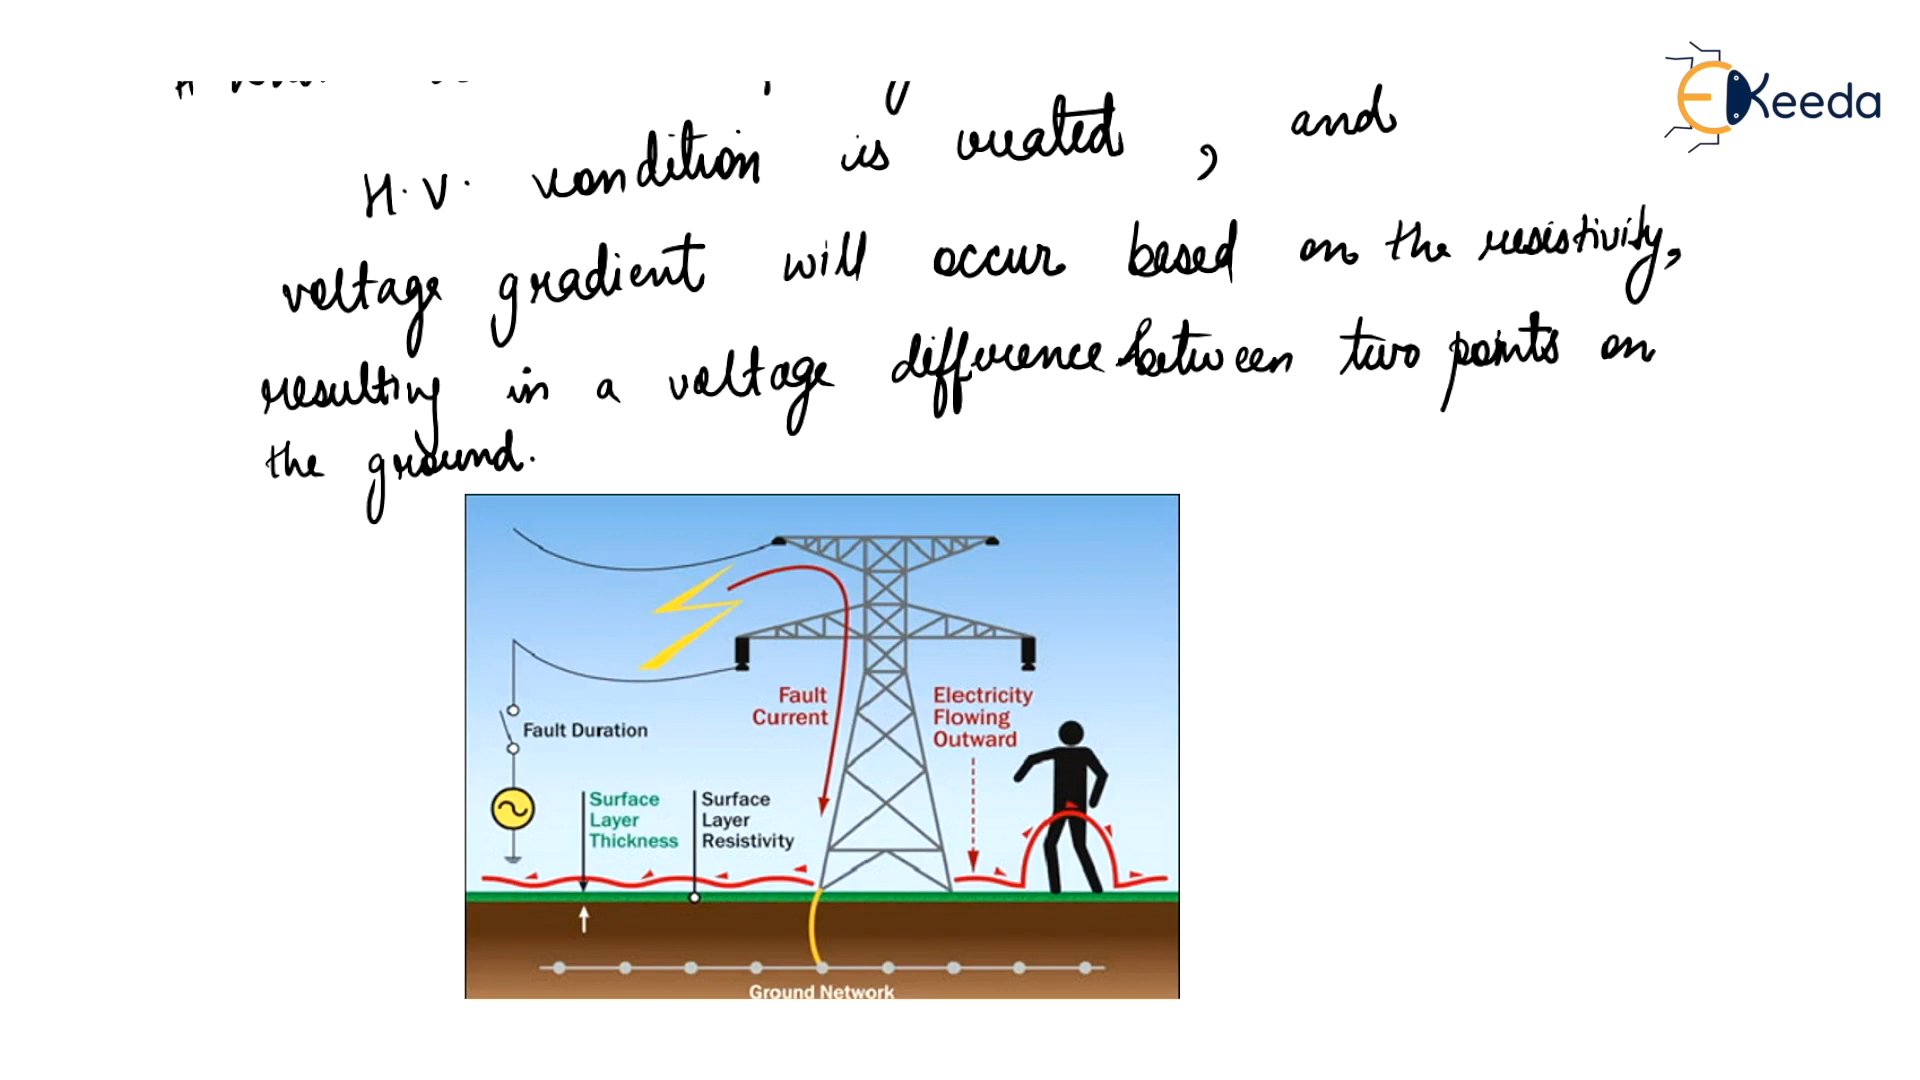 EKeeda
H.V. condition is created, and
voltage gradient will occur based on the resistivity,
resulting in a voltage difference between two points on
the ground.
Fault
Current
Electricity
Flowing
Outward
Fault Duration
Surface
Layer
Thickness
Surface
Layer
Resistivity
Ground Network